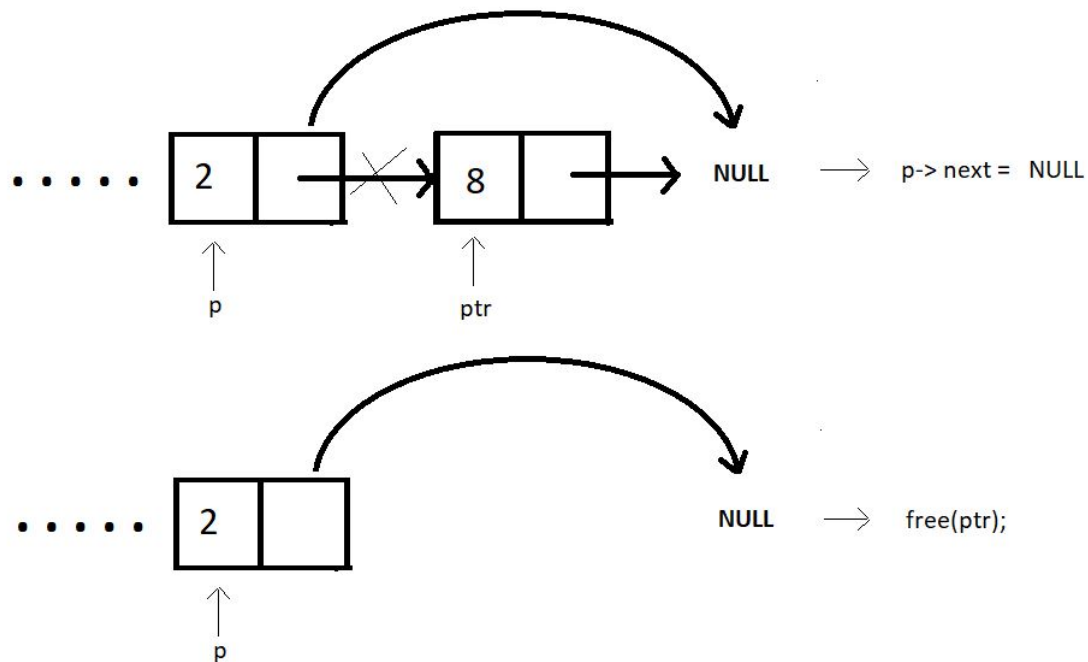 2 8 NULL p-> next = NULL
p ptr
2 NULL free(ptr);
p